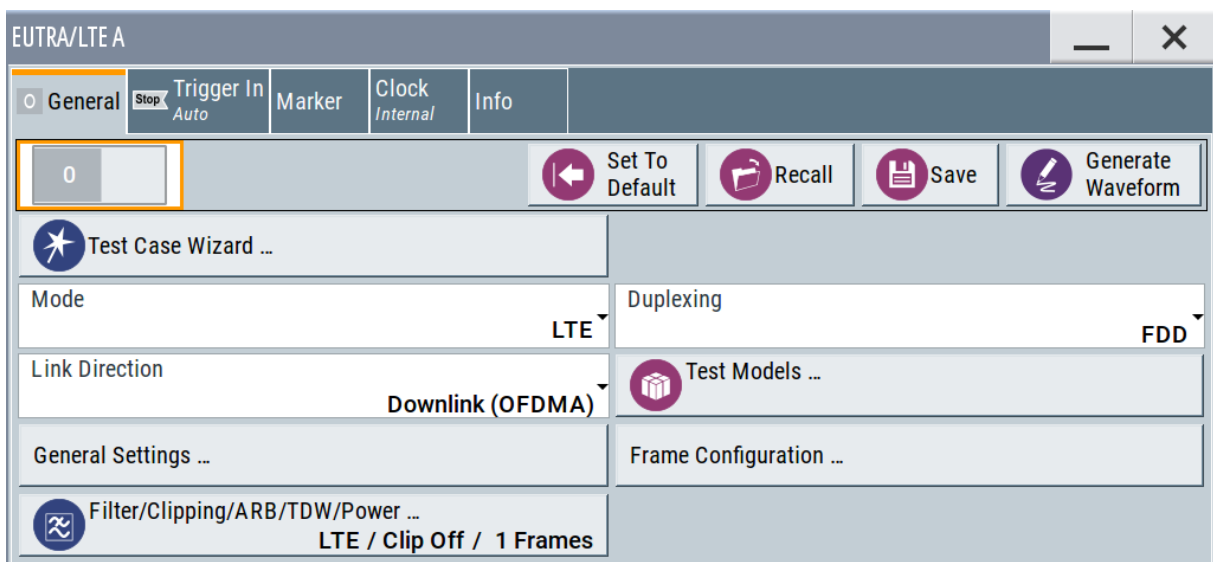 EUTRA/LTE A
0 General
Stop Trigger In
Auto
Marker
Clock
Internal
Info
0
Set To
Default
Recall
Save
Generate
Waveform
Test Case Wizard ...
Mode
LTE
Duplexing
FDD
Link Direction
Downlink (OFDMA)
Test Models ...
General Settings ...
Frame Configuration ...
Filter/Clipping/ARB/TDW/Power ...
LTE / Clip Off / 1 Frames